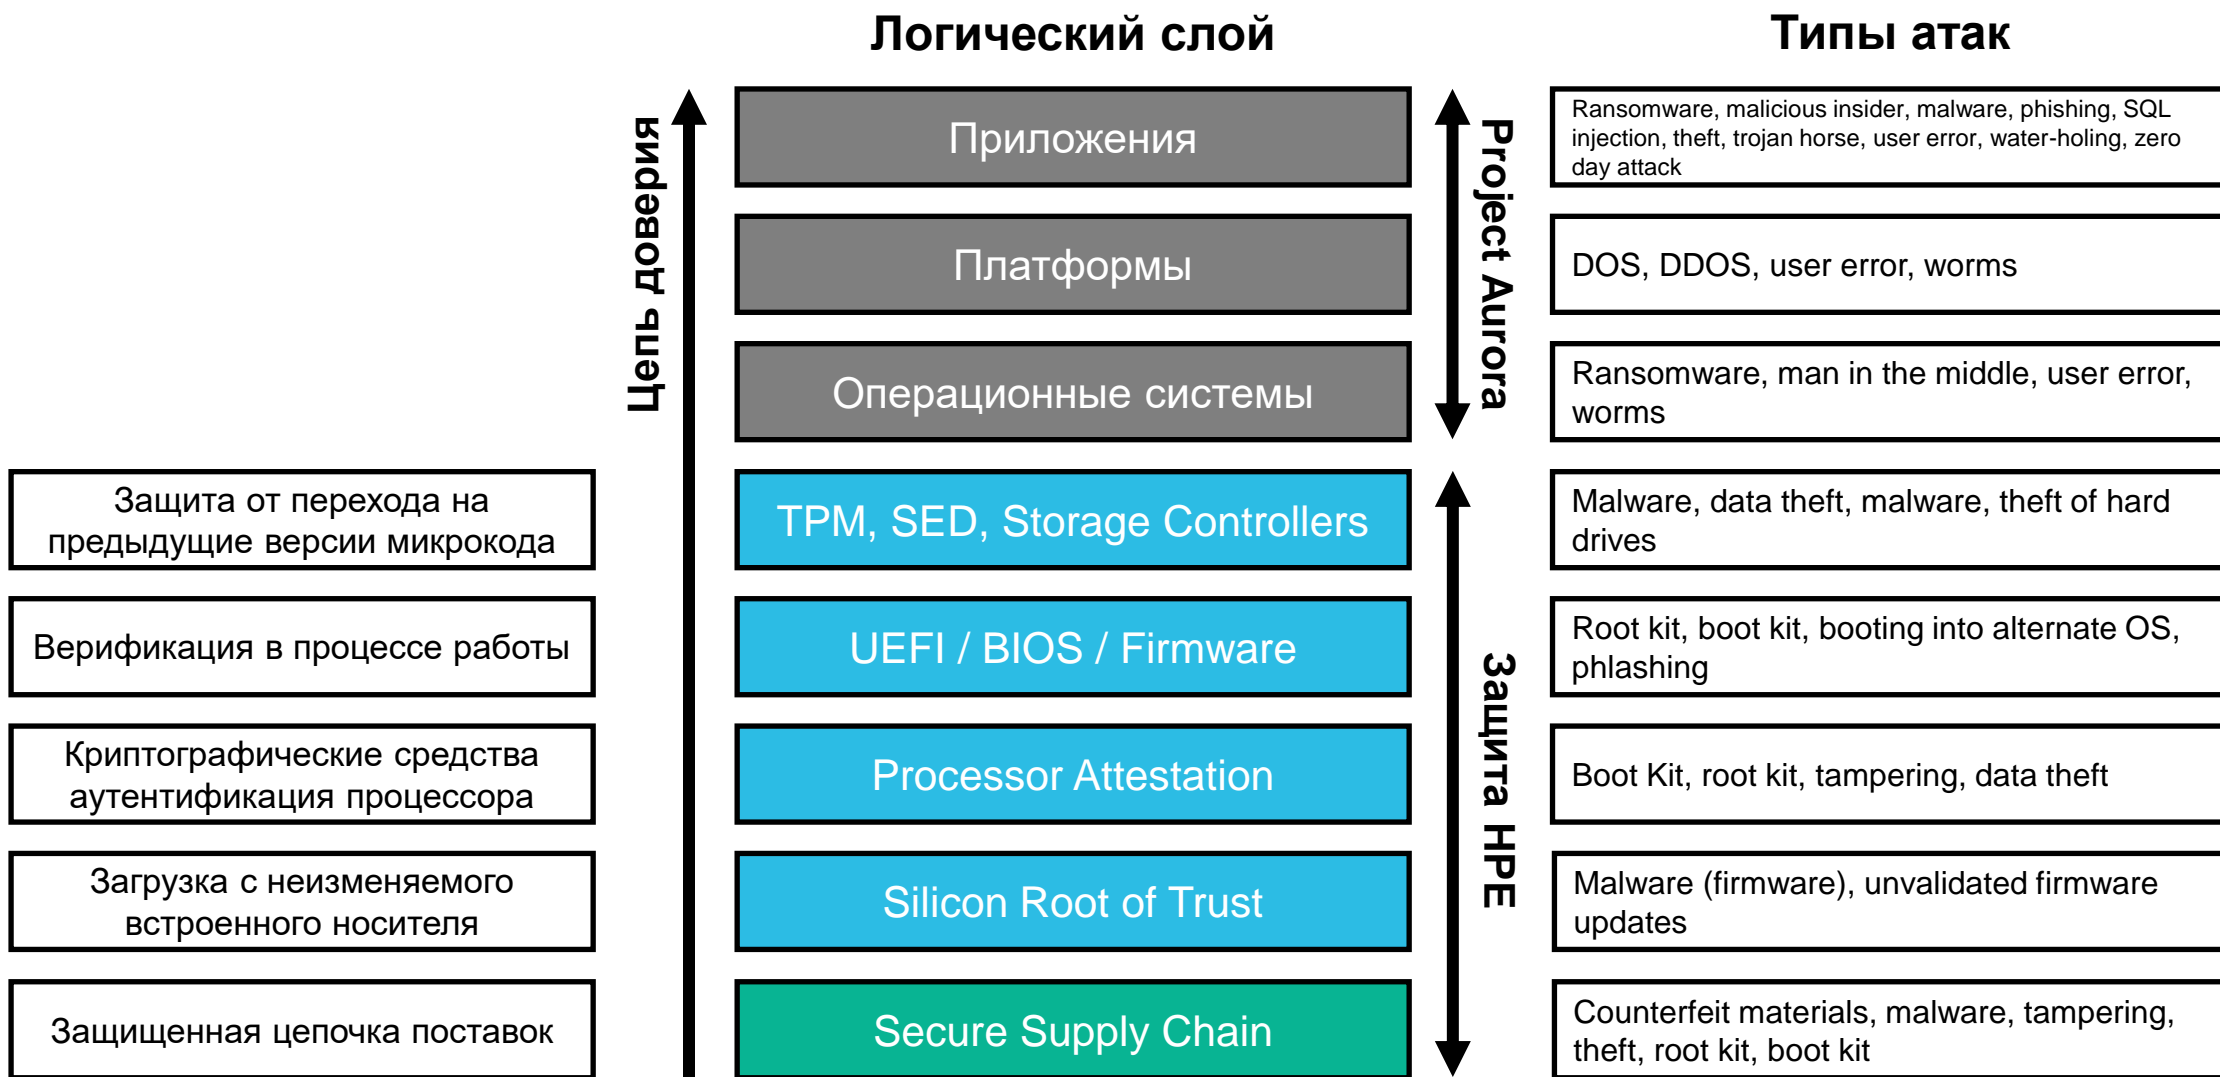 Логический слой
Типы атак
Цепь доверия
Приложения
Project Aurora
Ransomware, malicious insider, malware, phishing, SQL
injection, theft, trojan horse, user error, water-holing, zero
day attack
Платформы
DOS, DDOS, user error, worms
Операционные системы
Ransomware, man in the middle, user error,
worms
Защита от перехода на
предыдущие версии микрокода
TPM, SED, Storage Controllers
Защита HPE
Malware, data theft, malware, theft of hard
drives
Верификация в процессе работы
UEFI / BIOS / Firmware
Root kit, boot kit, booting into alternate OS,
phlashing
Криптографические средства
аутентификация процессора
Processor Attestation
Boot Kit, root kit, tampering, data theft
Загрузка с неизменяемого
встроенного носителя
Silicon Root of Trust
Malware (firmware), unvalidated firmware
updates
Защищенная цепочка поставок
Secure Supply Chain
Counterfeit materials, malware, tampering,
theft, root kit, boot kit